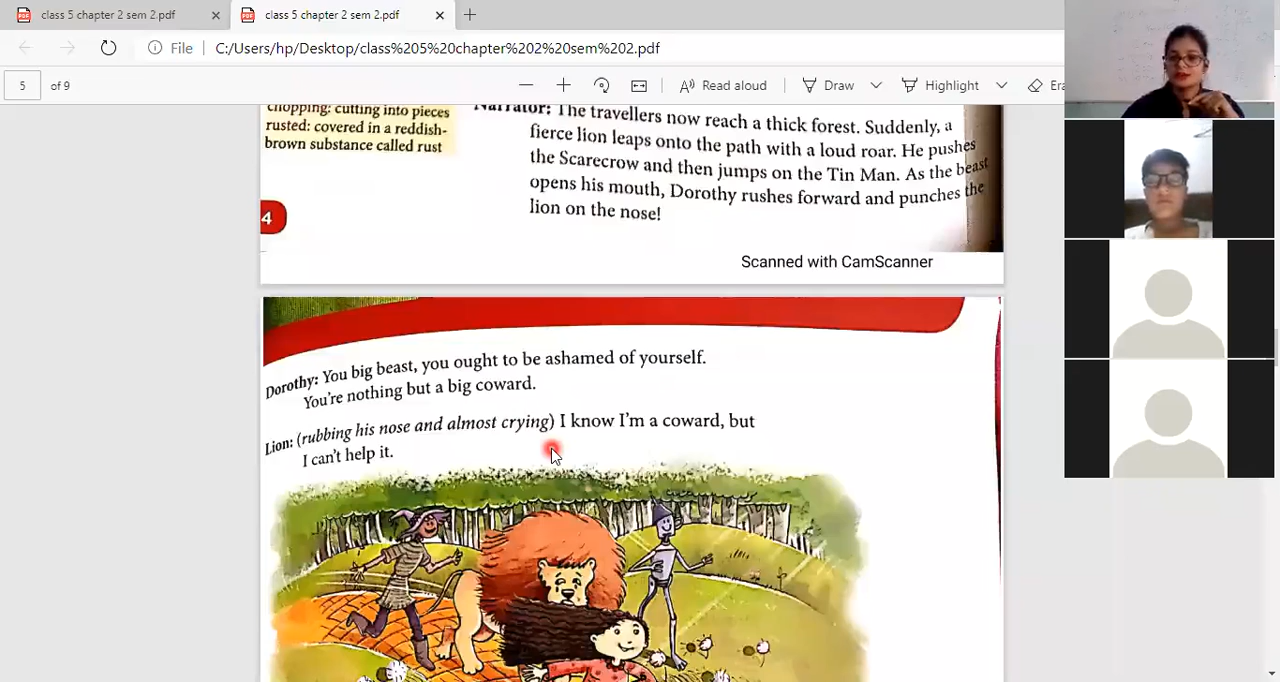 class 5 chapter 2 sem 2.pdf
class 5 chapter 2 sem 2.pdf
File
C:/Users/hp/Desktop/class%205%20chapter%202%20sem%202.pdf
5 of 9
Read aloud
Draw
Highlight
Era
chopping: cutting into pieces
rusted: covered in a reddish-
brown substance called rust
4
Narrator: The travellers now reach a thick forest. Suddenly, a
fierce lion leaps onto the path with a loud roar. He pushes
the Scarecrow and then jumps on the Tin Man. As the beast
opens his mouth, Dorothy rushes forward and punches the
lion on the nose!
Scanned with CamScanner
Dorothy: You big beast, you ought to be ashamed of yourself.
You're nothing but a big coward.
Lion: (rubbing his nose and almost crying) I know I'm a coward, but
I can't help it.